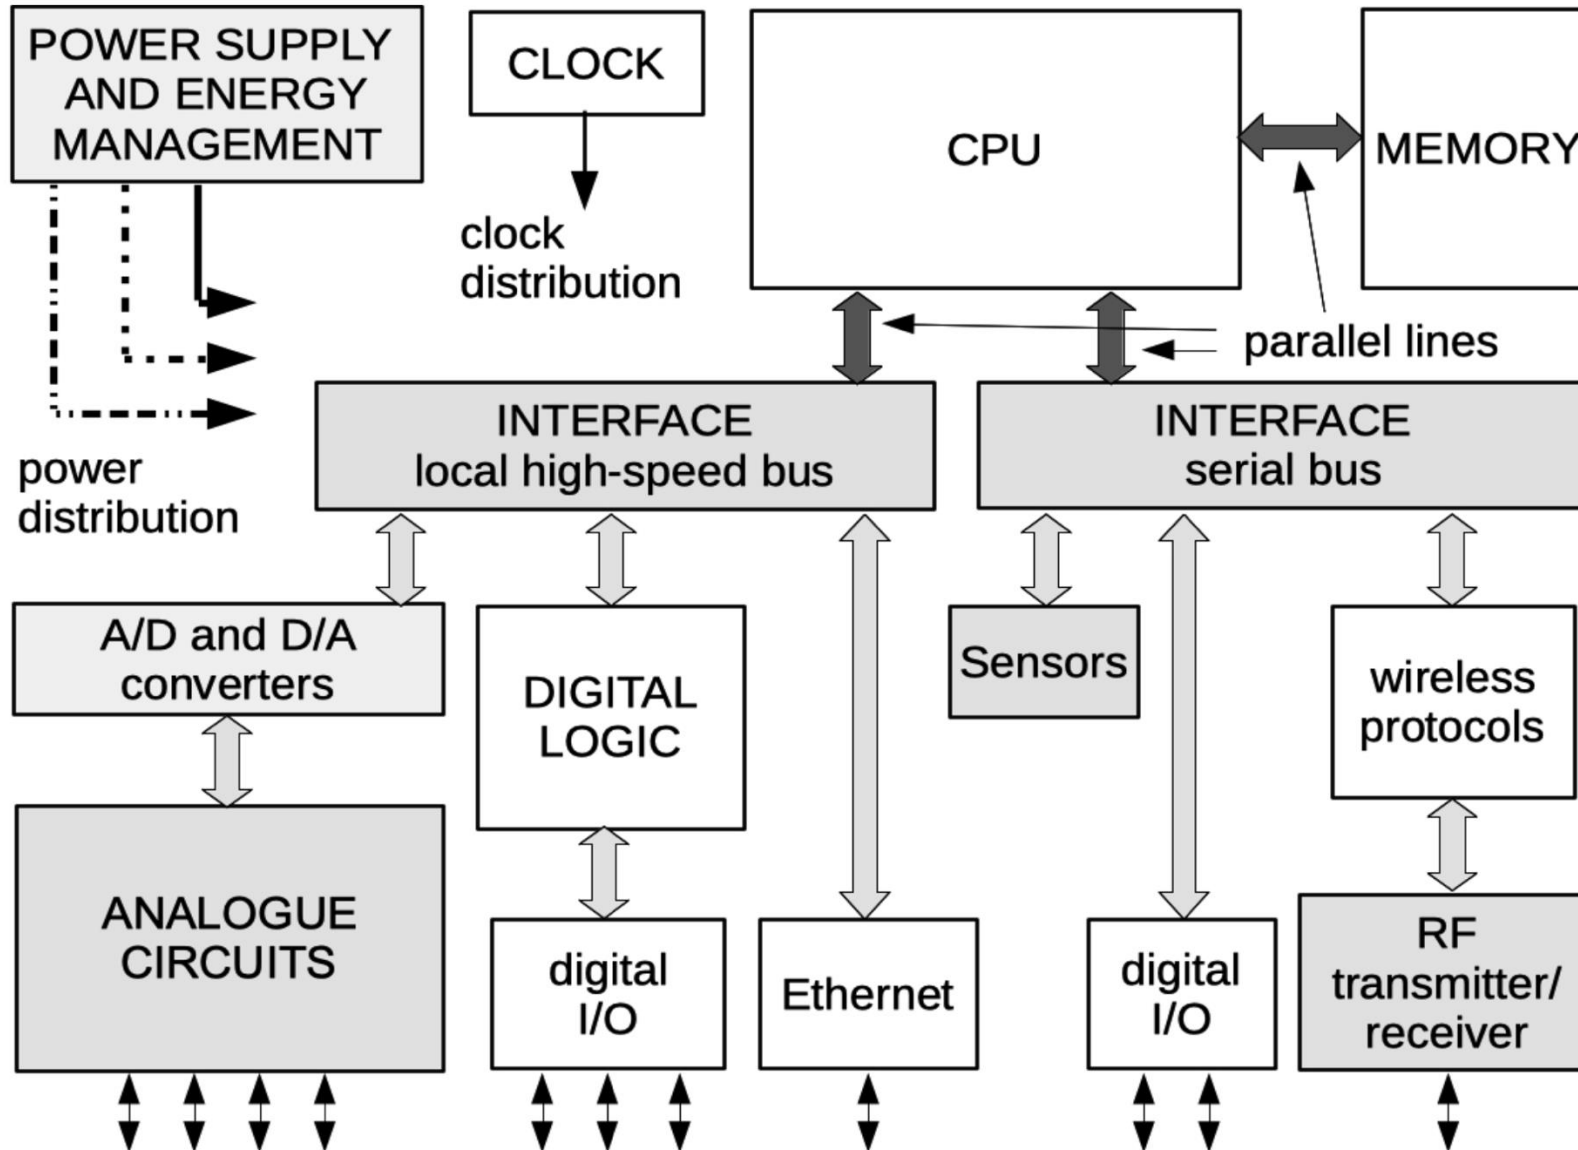 POWER SUPPLY
AND ENERGY
MANAGEMENT
CLOCK
CPU
MEMORY
clock
distribution
parallel lines
power
distribution
INTERFACE
local high-speed bus
INTERFACE
serial bus
A/D and D/A
converters
DIGITAL
LOGIC
Sensors
wireless
protocols
ANALOGUE
CIRCUITS
digital
I/O
Ethernet
digital
I/O
RF
transmitter/
receiver